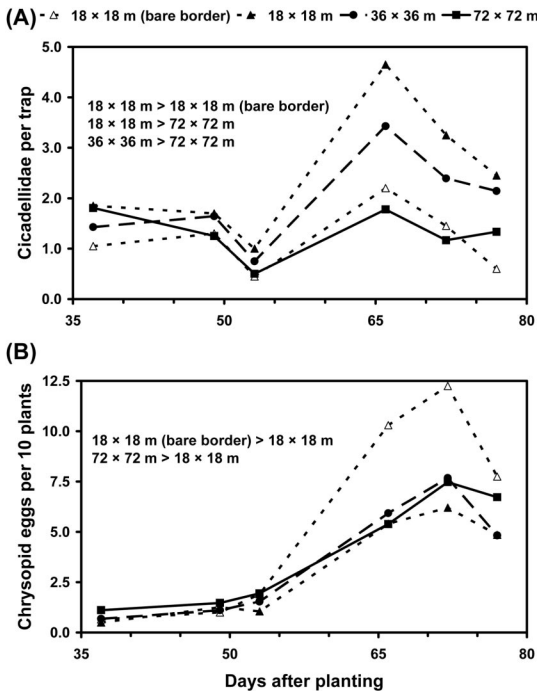 (A) 18 × 18 m (bare border) 18 × 18 m 36 × 36 m 72 × 72 m
5.0
18 × 18 m > 18 × 18 m (bare border)
18 × 18 m > 72 × 72 m
36 × 36 m > 72 × 72 m
4.0
3.0
2.0
1.0
0.0
Cicadellidae per trap
35 50 65 80
(B)
12.5
18 × 18 m (bare border) > 18 × 18 m
72 × 72 m > 18 × 18 m
10.0
7.5
5.0
2.5
0.0
Chrysopid eggs per 10 plants
35 50 65 80
Days after planting